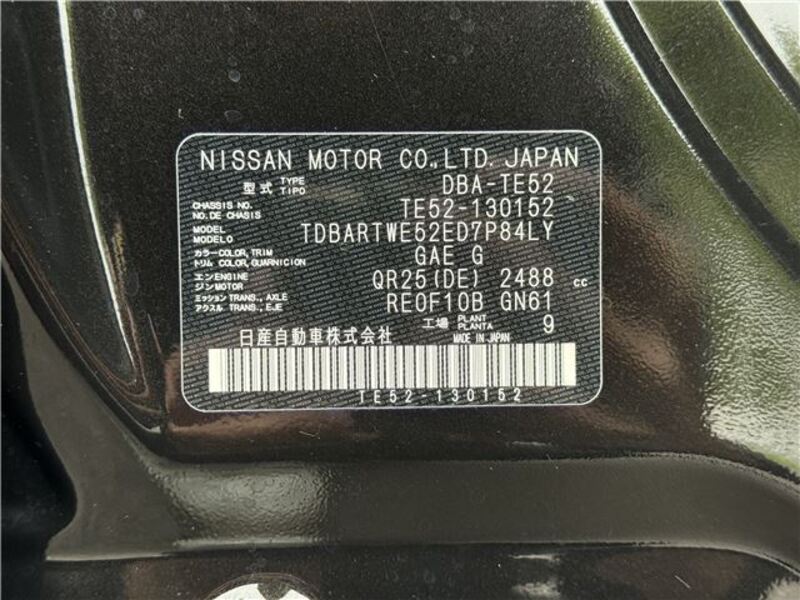 NISSAN MOTOR CO.,LTD. JAPAN
型式 TYPE TIPO DBA-TE52
CHASSIS NO. NO.DE CHASIS TE52-130152
MODEL MODELO TDBARTWE52ED7P84LY
カラー COLOR, TRIM トリム COLOR, GUARNICION GAE G
エンジン ENGINE MOTOR QR25(DE) 2488 cc
ミッション TRANS., AXLE アクスル TRANS., EJE RE0F10B GN61
工場 PLANT PLANTA 9
日産自動車株式会社 MADE IN JAPAN
TE52-130152